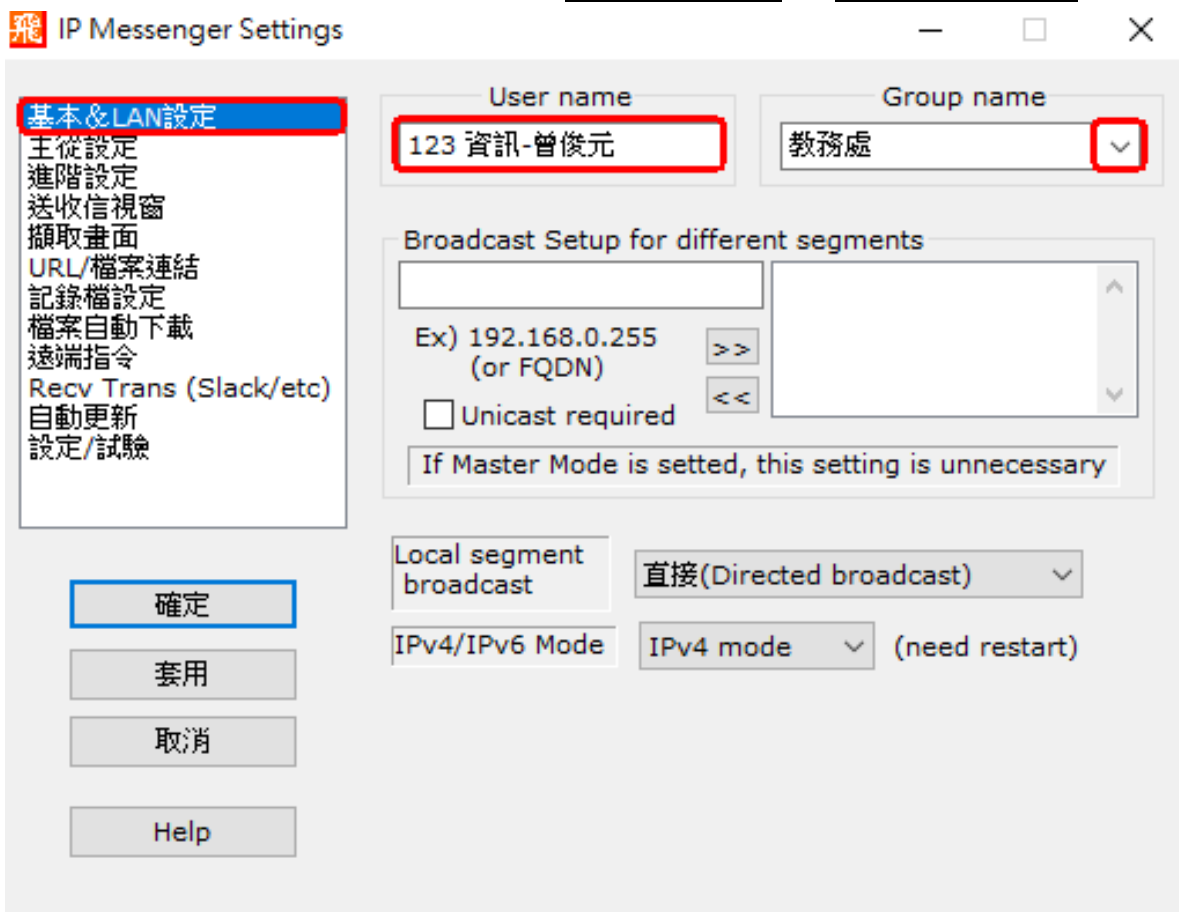 飛 IP Messenger Settings
基本&LAN設定
主從設定
進階設定
送收信視窗
擷取畫面
URL/檔案連結
記錄檔設定
檔案自動下載
遠端指令
Recv Trans (Slack/etc)
自動更新
設定/試驗
確定
套用
取消
Help
User name
123 資訊-曾俊元
Group name
教務處
Broadcast Setup for different segments
Ex) 192.168.0.255
(or FQDN)
>>
<<
Unicast required
If Master Mode is setted, this setting is unnecessary
Local segment
broadcast
直接(Directed broadcast)
IPv4/IPv6 Mode
IPv4 mode
(need restart)